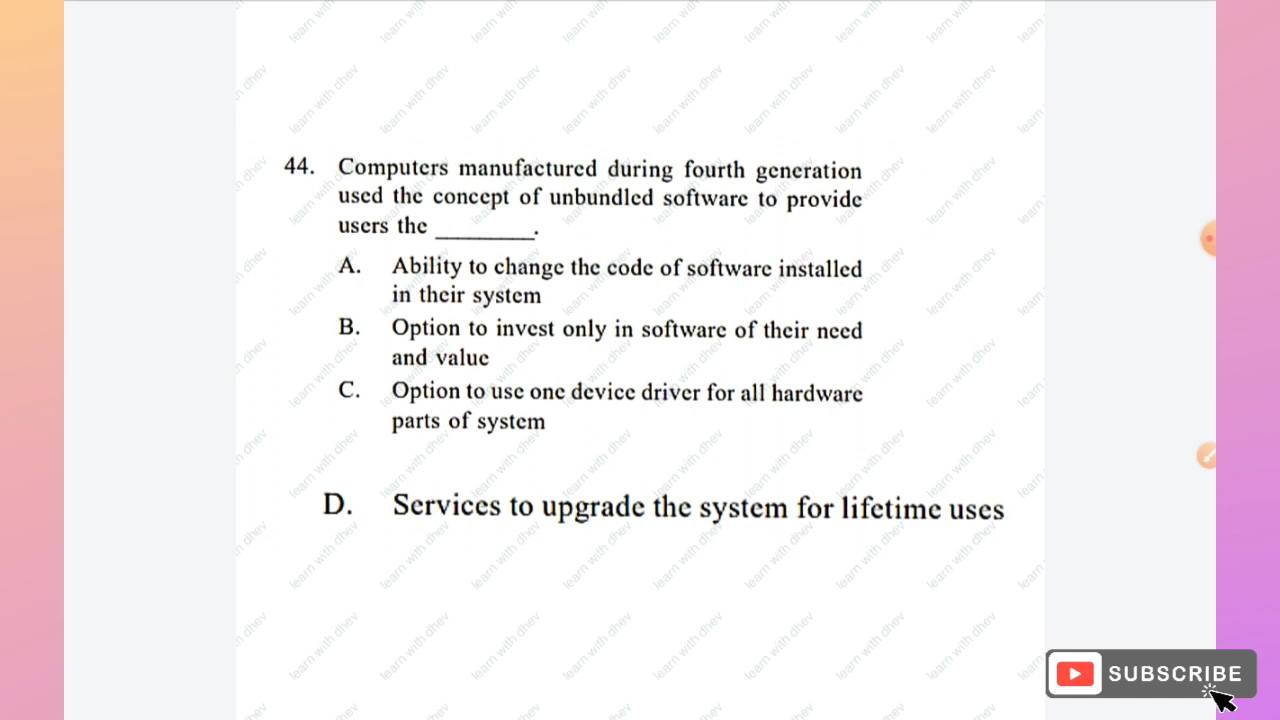 44. Computers manufactured during fourth generation
used the concept of unbundled software to provide
users the ________.
A. Ability to change the code of software installed
in their system
B. Option to invest only in software of their need
and value
C. Option to use one device driver for all hardware
parts of system
D. Services to upgrade the system for lifetime uses
learn with dhev
SUBSCRIBE